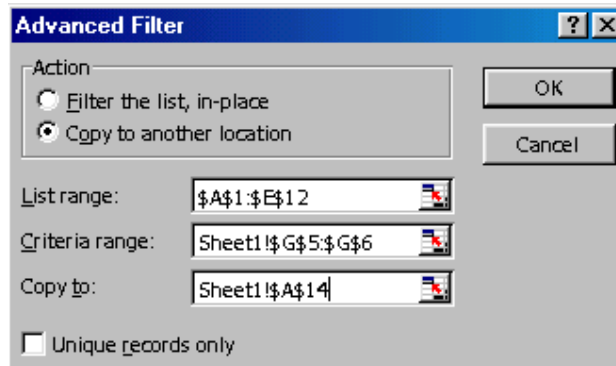 Advanced Filter
Action
Filter the list, in-place
Copy to another location
OK
Cancel
List range: $A$1:$E$12
Criteria range: Sheet1!$G$5:$G$6
Copy to: Sheet1!$A$14
Unique records only